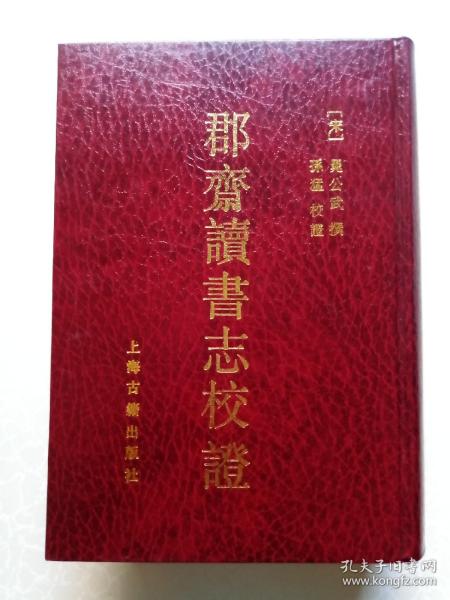 [宋] 晁公武 撰
孫猛 校證
郡齋讀書志校證
上海古籍出版社
孔夫子旧书网
www.kongfz.com